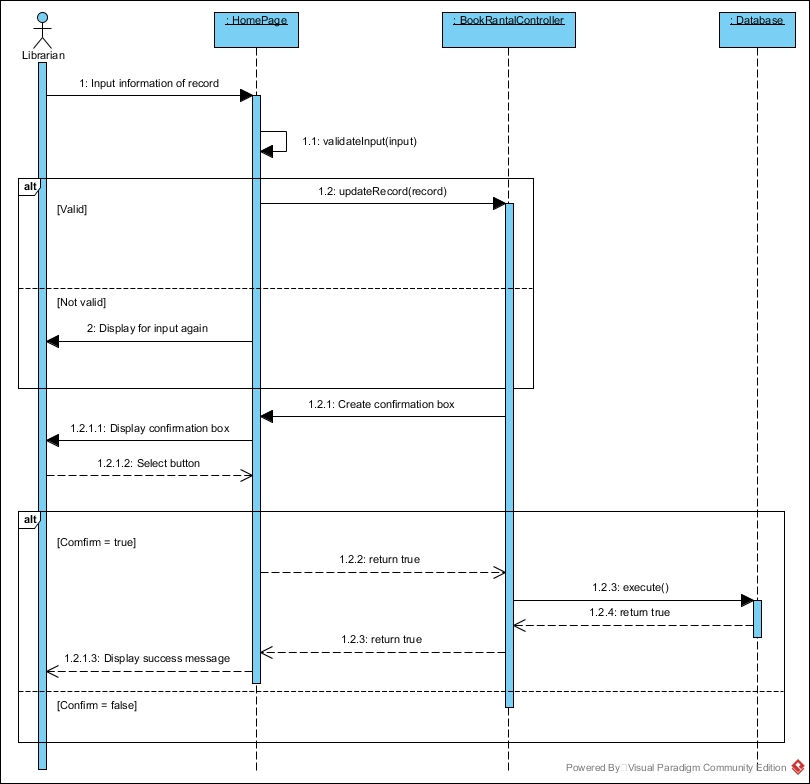 : HomePage
: BookRantalController
: Database
Librarian
1: Input information of record
1.1: validateInput(input)
alt
1.2: updateRecord(record)
[Valid]
[Not valid]
2: Display for input again
1.2.1: Create confirmation box
1.2.1.1: Display confirmation box
1.2.1.2: Select button
alt
[Comfirm = true]
1.2.2: return true
1.2.3: execute()
1.2.4: return true
1.2.3: return true
1.2.1.3: Display success message
[Confirm = false]
Powered By Visual Paradigm Community Edition